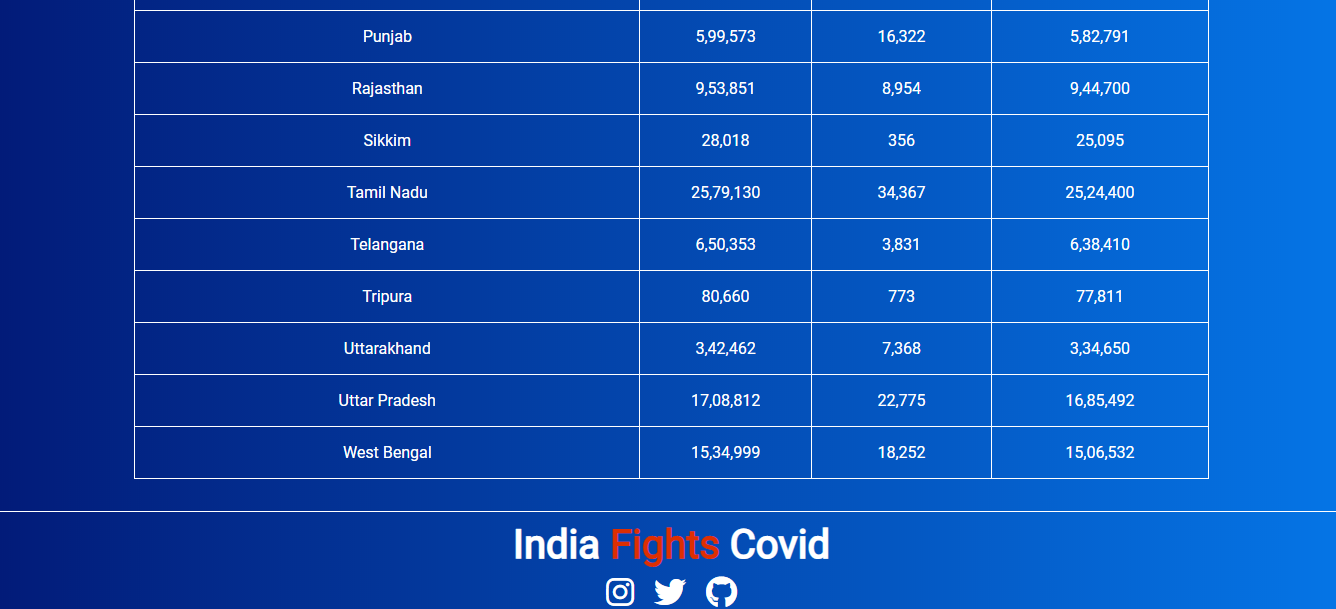 Punjab 5,99,573 16,322 5,82,791
Rajasthan 9,53,851 8,954 9,44,700
Sikkim 28,018 356 25,095
Tamil Nadu 25,79,130 34,367 25,24,400
Telangana 6,50,353 3,831 6,38,410
Tripura 80,660 773 77,811
Uttarakhand 3,42,462 7,368 3,34,650
Uttar Pradesh 17,08,812 22,775 16,85,492
West Bengal 15,34,999 18,252 15,06,532
India Fights Covid